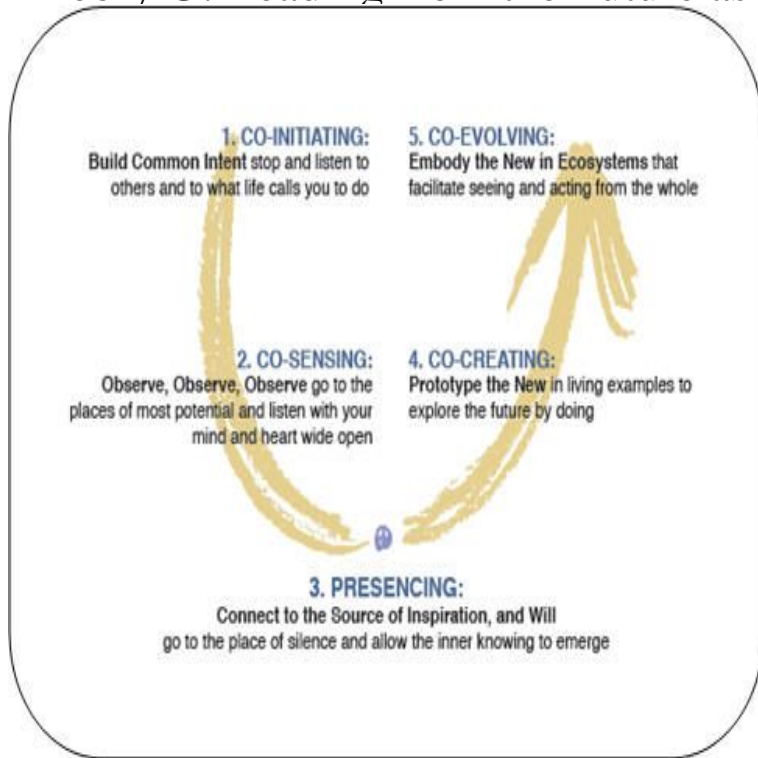 1. CO-INITIATING:
Build Common Intent stop and listen to
others and to what life calls you to do
5. CO-EVOLVING:
Embody the New in Ecosystems that
facilitate seeing and acting from the whole
2. CO-SENSING:
Observe, Observe, Observe go to the
places of most potential and listen with your
mind and heart wide open
4. CO-CREATING:
Prototype the New in living examples to
explore the future by doing
3. PRESENCING:
Connect to the Source of Inspiration, and Will
go to the place of silence and allow the inner knowing to emerge